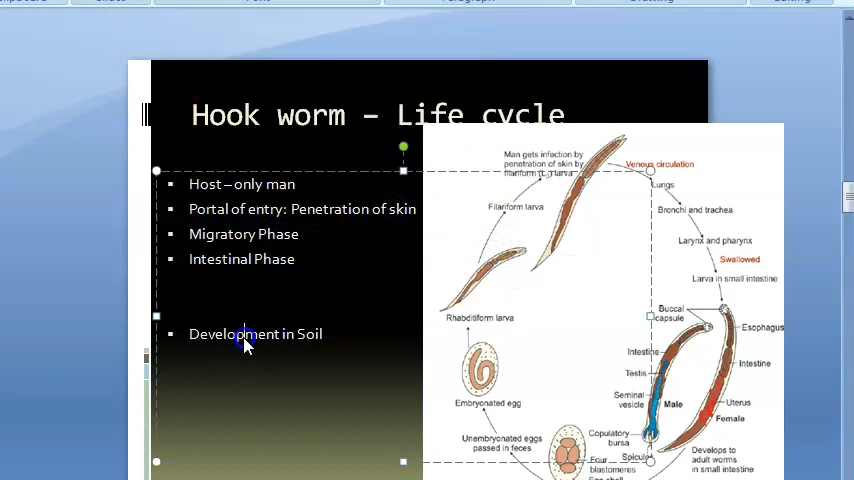 Hook worm – Life cycle
Host – only man
Portal of entry: Penetration of skin
Migratory Phase
Intestinal Phase
Development in Soil
Man gets infection by
penetration of skin by
filariform (L3) larva
Venous circulation
Lungs
Filariform larva
Bronchi and trachea
Larynx and pharynx
Swallowed
Larva in small intestine
Rhabditiform larva
Buccal
capsule
Esophagus
Intestine
Intestine
Testis
Seminal
vesicle
Male
Uterus
Female
Embryonated egg
Copulatory
bursa
Unembryonated eggs
passed in feces
Spicule
Four
blastomeres
Develops to
adult worms
in small intestine